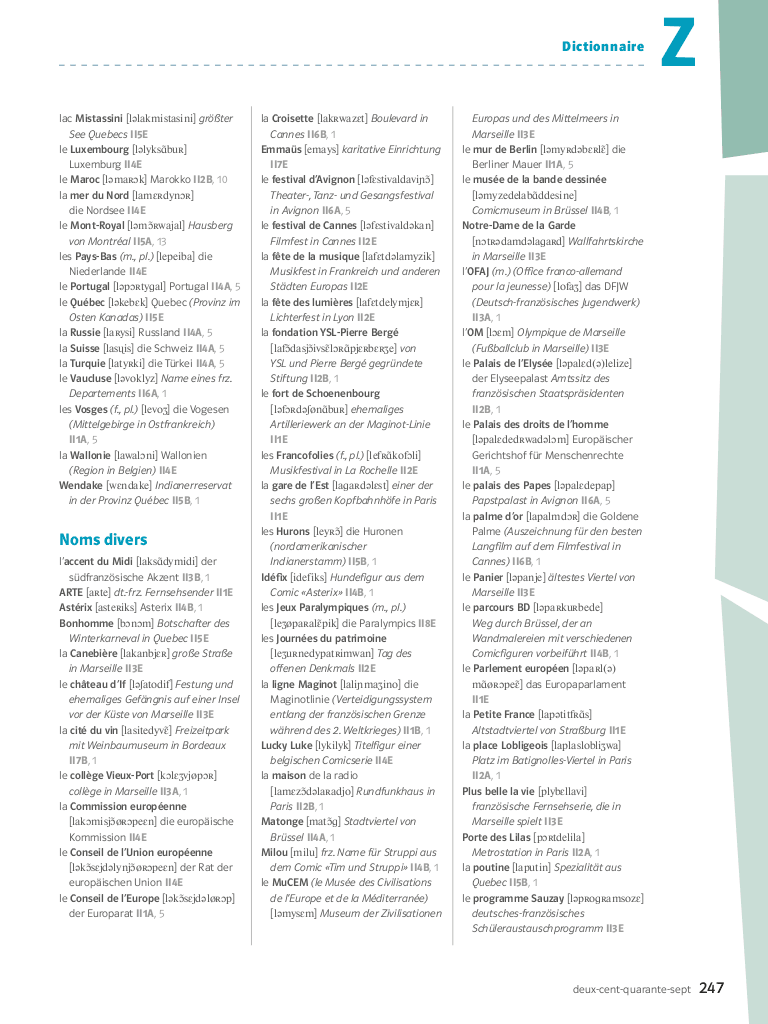 Dictionnaire
Z
lac Mistassini [lɔlakmistasini] größter
See Quebecs II5E
le Luxembourg [ləlyksɑ̃buʀ]
Luxemburg II4E
le Maroc [ləmaʀɔk] Marokko II2B, 10
la mer du Nord [lamɛʀdynɔʀ]
die Nordsee II4E
le Mont-Royal [ləmɔ̃ʀwajal] Hausberg
von Montréal II5A, 13
les Pays-Bas (m., pl.) [lepeiba] die
Niederlande II4E
le Portugal [ləpɔʀtygal] Portugal II4A, 5
le Québec [ləkebɛk] Quebec (Provinz im
Osten Kanadas) II5E
la Russie [laʀysi] Russland II4A, 5
la Suisse [lasɥis] die Schweiz II4A, 5
la Turquie [latyʀki] die Türkei II4A, 5
le Vaucluse [ləvoklyz] Name eines frz.
Departements II6A, 1
les Vosges (f., pl.) [levoʒ] die Vogesen
(Mittelgebirge in Ostfrankreich)
II1A, 5
la Wallonie [lawalɔni] Wallonien
(Region in Belgien) II4E
Wendake [wɛndake] Indianerreservat
in der Provinz Québec II5B, 1
Noms divers
l'accent du Midi [laksɑ̃dymidi] der
südfranzösische Akzent II3B, 1
ARTE [aʀte] dt.-frz. Fernsehsender II1E
Astérix [asteʀiks] Asterix II4B, 1
Bonhomme [bɔnɔm] Botschafter des
Winterkarneval in Quebec II5E
la Canebière [lakanbjɛʀ] große Straße
in Marseille II3E
le château d'If [ləʃatodif] Festung und
ehemaliges Gefängnis auf einer Insel
vor der Küste von Marseille II3E
la cité du vin [lasitedyvɛ̃] Freizeitpark
mit Weinbaumuseum in Bordeaux
II7B, 1
le collège Vieux-Port [kɔlɛʒvjøpɔʀ]
collège in Marseille II3A, 1
la Commission européenne
[lakɔmisjɔ̃øʀɔpeɛn] die europäische
Kommission II4E
le Conseil de l'Union européenne
[ləkɔ̃sɛjdəlynjɔ̃øʀɔpeɛn] der Rat der
europäischen Union II4E
le Conseil de l'Europe [ləkɔ̃sɛjdəløʀɔp]
der Europarat II1A, 5
la Croisette [lakʀwazɛt] Boulevard in
Cannes II6B, 1
Emmaüs [emays] karitative Einrichtung
II7E
le festival d'Avignon [ləfɛstivaldaviɲɔ̃]
Theater-, Tanz- und Gesangsfestival
in Avignon II6A, 5
le festival de Cannes [ləfɛstivaldəkan]
Filmfest in Cannes II2E
la fête de la musique [lafɛtdəlamyzik]
Musikfest in Frankreich und anderen
Städten Europas II2E
la fête des lumières [lafɛtdelymjɛʀ]
Lichterfest in Lyon II2E
la fondation YSL-Pierre Bergé
[lafɔ̃dasjɔ̃ivsɛ̃lɔʀɑ̃pjɛʀbɛʀʒe] von
YSL und Pierre Bergé gegründete
Stiftung II2B, 1
le fort de Schoenenbourg
[ləfɔʀdəʃønɑ̃buʀ] ehemaliges
Artilleriewerk an der Maginot-Linie
II1E
les Francofolies (f., pl.) [lefʀɑ̃kofɔli]
Musikfestival in La Rochelle II2E
la gare de l'Est [lagaʀdəlɛst] einer der
sechs großen Kopfbahnhöfe in Paris
II1E
les Hurons [leyʀɔ̃] die Huronen
(nordamerikanischer
Indianerstamm) II5B, 1
Idéfix [idefiks] Hundefigur aus dem
Comic «Asterix» II4B, 1
les Jeux Paralympiques (m., pl.)
[leʒøpaʀalɛ̃pik] die Paralympics II8E
les Journées du patrimoine
[leʒuʀnedypatʀimwan] Tag des
offenen Denkmals II2E
la ligne Maginot [laliɲmaʒino] die
Maginotlinie (Verteidigungssystem
entlang der französischen Grenze
während des 2. Weltkrieges) II1B, 1
Lucky Luke [lykilyk] Titelfigur einer
belgischen Comicserie II4E
la maison de la radio
[lamɛzɔ̃dəlaʀadjo] Rundfunkhaus in
Paris II2B, 1
Matonge [matɔ̃g] Stadtviertel von
Brüssel II4A, 1
Milou [milu] frz. Name für Struppi aus
dem Comic «Tim und Struppi» II4B, 1
le MuCEM (le Musée des Civilisations
de l'Europe et de la Méditerranée)
[ləmysɛm] Museum der Zivilisationen
Europas und des Mittelmeers in
Marseille II3E
le mur de Berlin [ləmyʀdəbɛʀlɛ̃] die
Berliner Mauer II1A, 5
le musée de la bande dessinée
[ləmyzedelabɑ̃ddesine]
Comicmuseum in Brüssel II4B, 1
Notre-Dame de la Garde
[nɔtʀədamdəlagaʀd] Wallfahrtskirche
in Marseille II3E
l'OFAJ (m.) (Office franco-allemand
pour la jeunesse) [lofaʒ] das DFJW
(Deutsch-französisches Jugendwerk)
II3A, 1
l'OM [lɔɛm] Olympique de Marseille
(Fußballclub in Marseille) II3E
le Palais de l'Elysée [ləpalɛd(ə)lelize]
der Elyseepalast Amtssitz des
französischen Staatspräsidenten
II2B, 1
le Palais des droits de l'homme
[ləpalɛdedʀwadəlɔm] Europäischer
Gerichtshof für Menschenrechte
II1A, 5
le palais des Papes [ləpalɛdepap]
Papstpalast in Avignon II6A, 5
la palme d'or [lapalmdɔʀ] die Goldene
Palme (Auszeichnung für den besten
Langfilm auf dem Filmfestival in
Cannes) II6B, 1
le Panier [ləpanje] ältestes Viertel von
Marseille II3E
le parcours BD [ləpaʀkuʀbede]
Weg durch Brüssel, der an
Wandmalereien mit verschiedenen
Comicfiguren vorbeiführt II4B, 1
le Parlement européen [ləpaʀl(ə)
mɑ̃øʀɔpeɛ̃] das Europaparlament
II1E
la Petite France [lapətitfʀɑ̃s]
Altstadtviertel von Straßburg II1E
la place Lobligeois [laplaslobliʒwa]
Platz im Batignolles-Viertel in Paris
II2A, 1
Plus belle la vie [plybɛllavi]
französische Fernsehserie, die in
Marseille spielt II3E
Porte des Lilas [pɔʀtdelila]
Metrostation in Paris II2A, 1
la poutine [laputin] Spezialität aus
Quebec II5B, 1
le programme Sauzay [ləpʀɔgʀamsozɛ]
deutsches-französisches
Schüleraustauschprogramm II3E
deux-cent-quarante-sept 247